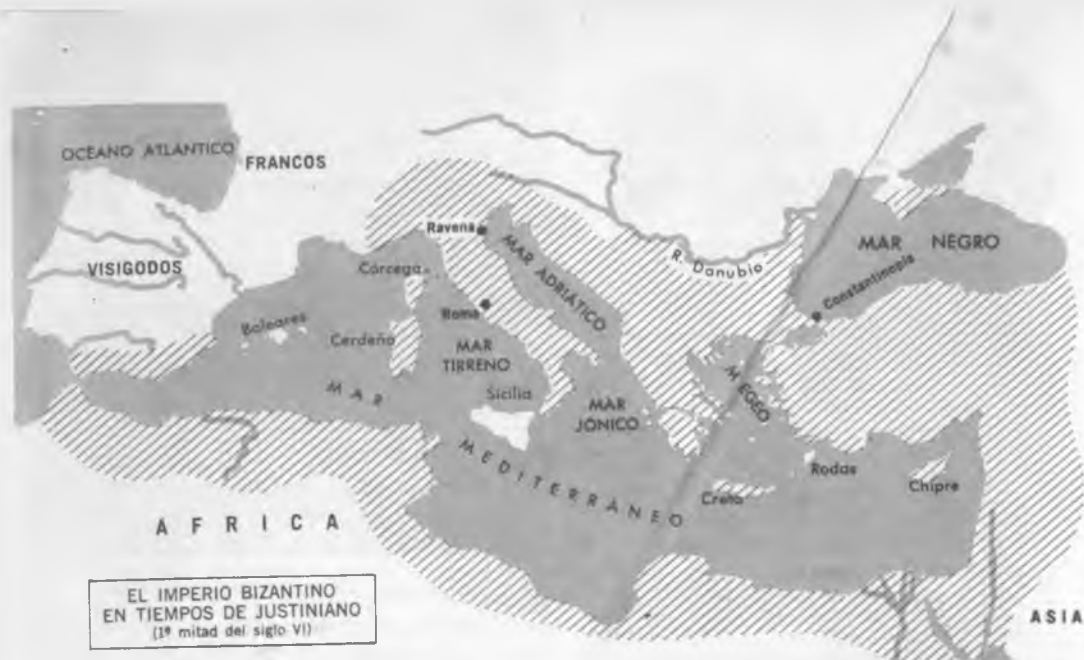 OCEANO ATLANTICO
FRANCOS
VISIGODOS
Baleares
Córcega
Cerdeña
Ravena
Roma
MAR ADRIATICO
MAR
TIRRENO
Sicilia
MAR
JONICO
R. Danubio
MAR NEGRO
Constantinopla
M. EGEO
Rodas
Creta
Chipre
MAR MEDITERRÁNEO
AFRICA
ASIA
EL IMPERIO BIZANTINO
EN TIEMPOS DE JUSTINIANO
(1ª mitad del siglo VI)